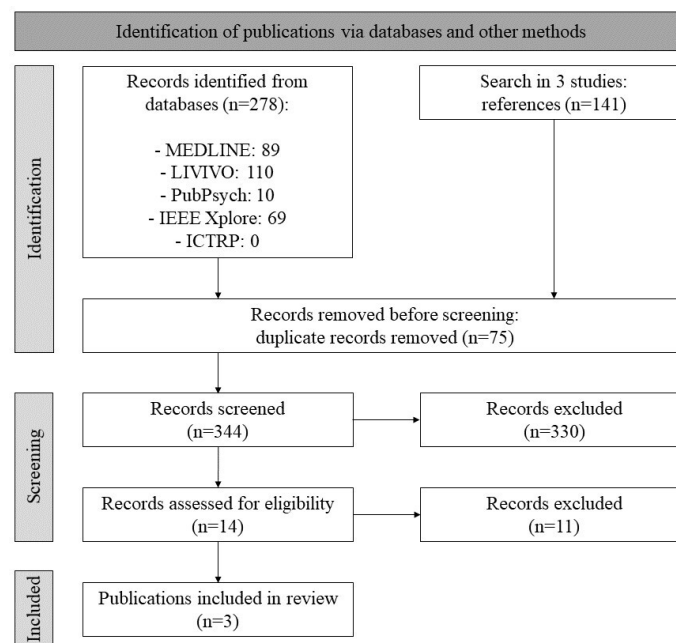 Identification of publications via databases and other methods
Identification
Records identified from
databases (n=278):
- MEDLINE: 89
- LIVIVO: 110
- PubPsych: 10
- IEEE Xplore: 69
- ICTRP: 0
Search in 3 studies:
references (n=141)
Records removed before screening:
duplicate records removed (n=75)
Screening
Records screened
(n=344)
Records excluded
(n=330)
Records assessed for eligibility
(n=14)
Records excluded
(n=11)
Included
Publications included in review
(n=3)